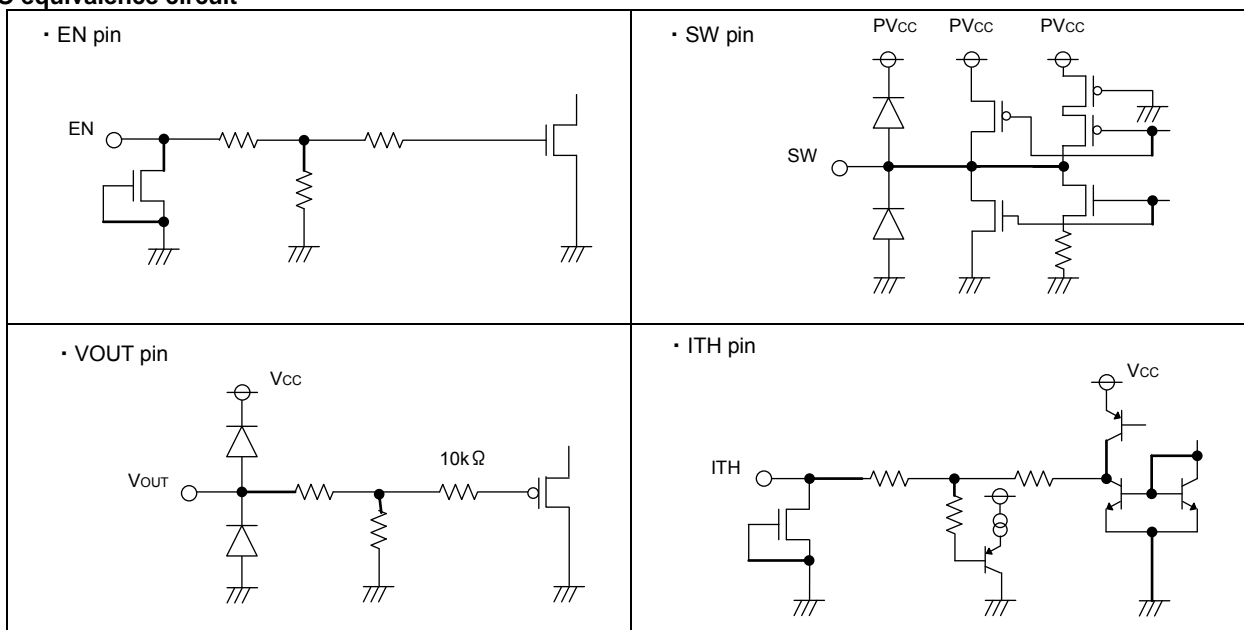 equivalence circuit
・EN pin
EN
・SW pin
PVCC PVCC PVCC
SW
・VOUT pin
VCC
VOUT
10kΩ
・ITH pin
VCC
ITH